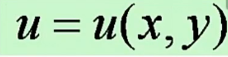 u = u(x, y)